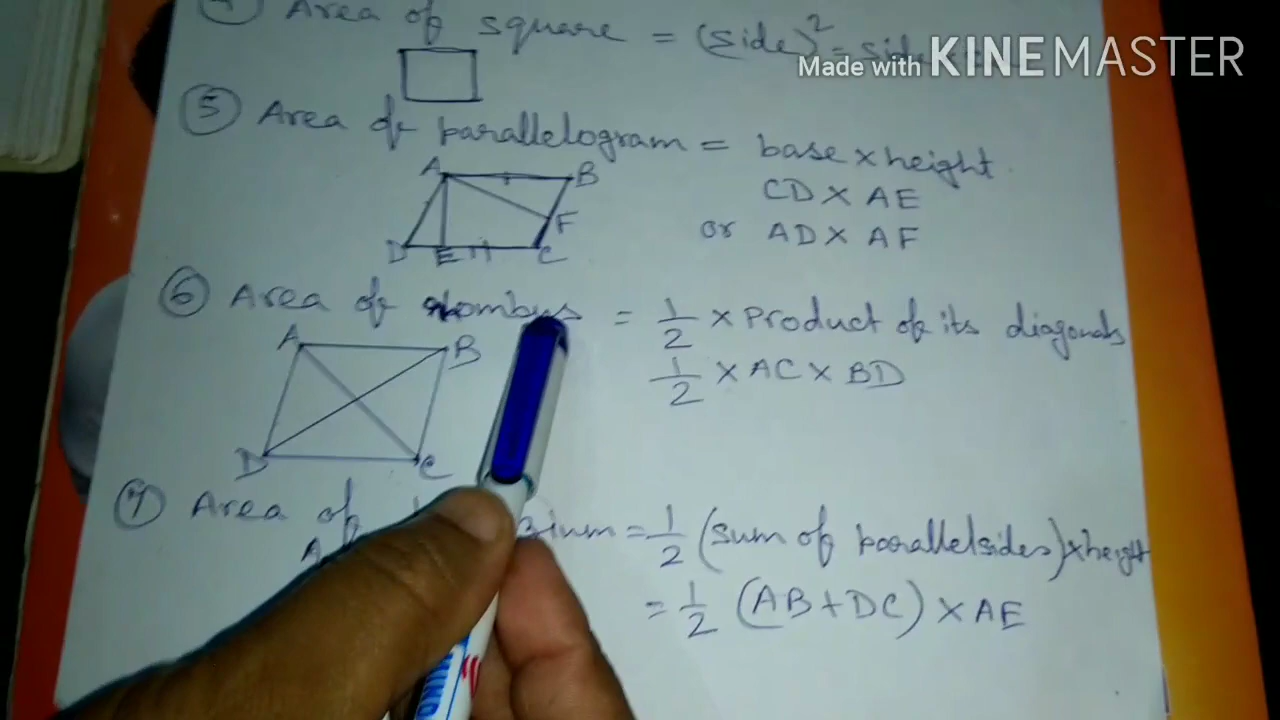 Area of square = (side)² = side
Made with KINEMASTER
⑤ Area of parallelogram = base × height
A B
CD × AE
F
or AD × AF
D E C
⑥ Area of rhombus = 1/2 × Product of its diagonals
A B
1/2 × AC × BD
D C
⑦ Area of = 1/2 (sum of parallel sides) × height
A
= 1/2 (AB + DC) × AE